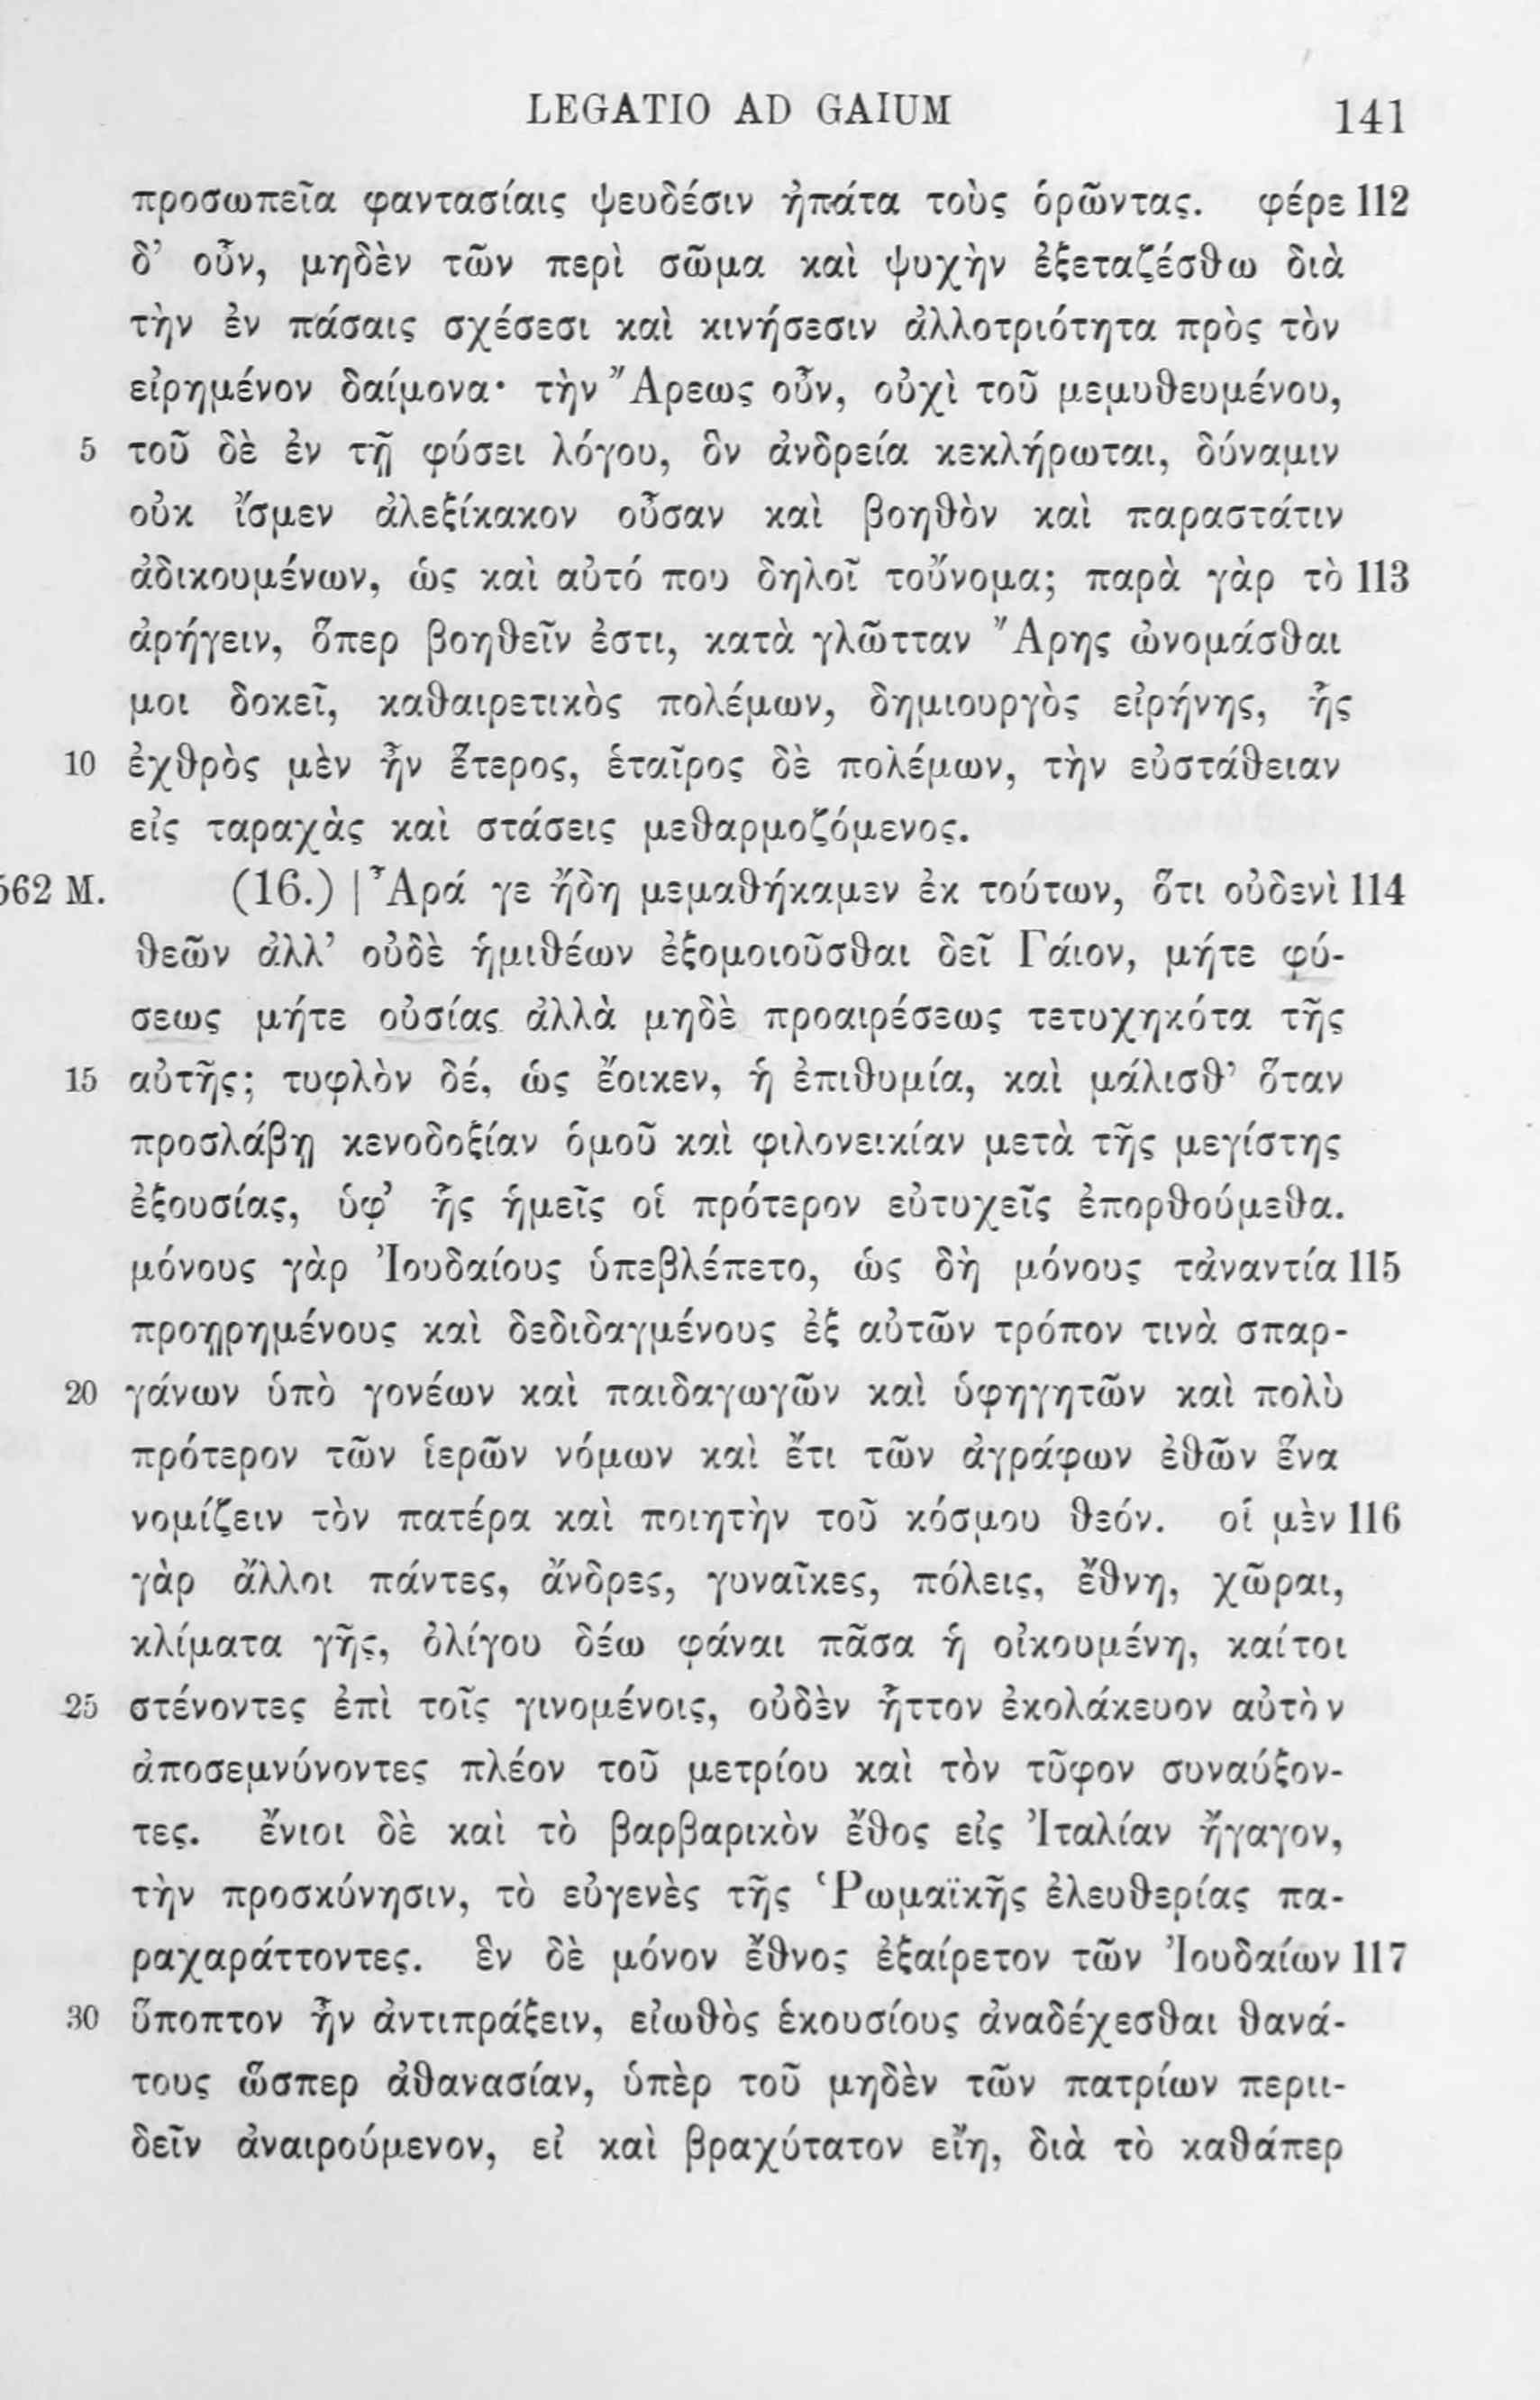 LEGATIO AD GAIUM 141
προσωπεῖα φαντασίαις ψευδέσιν ἠπάτα τοὺς ὁρῶντας. φέρε 112
δ’ οὖν, μηδὲν τῶν περὶ σῶμα καὶ ψυχὴν ἐξεταζέσθω διὰ
τὴν ἐν πάσαις σχέσεσι καὶ κινήσεσιν ἀλλοτριότητα πρὸς τὸν
εἰρημένον δαίμονα· τὴν Ἄρεως οὖν, οὐχὶ τοῦ μεμυθευμένου,
5 τοῦ δὲ ἐν τῇ φύσει λόγου, ὃν ἀνδρεία κεκλήρωται, δύναμιν
οὐκ ἴσμεν ἀλεξίκακον οὖσαν καὶ βοηθὸν καὶ παραστάτιν
ἀδικουμένων, ὡς καὶ αὐτό που δηλοῖ τοὔνομα; παρὰ γὰρ τὸ 113
ἀρήγειν, ὅπερ βοηθεῖν ἐστι, κατὰ γλῶτταν Ἄρης ὠνομάσθαι
μοι δοκεῖ, καθαιρετικὸς πολέμων, δημιουργὸς εἰρήνης, ἧς
10 ἐχθρὸς μὲν ἦν ἕτερος, ἑταῖρος δὲ πολέμων, τὴν εὐστάθειαν
εἰς ταραχὰς καὶ στάσεις μεθαρμοζόμενος.
562 M. (16.) | Ἆρά γε ἤδη μεμαθήκαμεν ἐκ τούτων, ὅτι οὐδενὶ 114
θεῶν ἀλλ’ οὐδὲ ἡμιθέων ἐξομοιοῦσθαι δεῖ Γάιον, μήτε φύ-
σεως μήτε οὐσίας ἀλλὰ μηδὲ προαιρέσεως τετυχηκότα τῆς
15 αὐτῆς; τυφλὸν δέ, ὡς ἔοικεν, ἡ ἐπιθυμία, καὶ μάλισθ’ ὅταν
προσλάβῃ κενοδοξίαν ὁμοῦ καὶ φιλονεικίαν μετὰ τῆς μεγίστης
ἐξουσίας, ὑφ’ ἧς ἡμεῖς οἱ πρότερον εὐτυχεῖς ἐπορθούμεθα.
μόνους γὰρ Ἰουδαίους ὑπεβλέπετο, ὡς δὴ μόνους τἀναντία 115
προῃρημένους καὶ δεδιδαγμένους ἐξ αὐτῶν τρόπον τινὰ σπαρ-
20 γάνων ὑπὸ γονέων καὶ παιδαγωγῶν καὶ ὑφηγητῶν καὶ πολὺ
πρότερον τῶν ἱερῶν νόμων καὶ ἔτι τῶν ἀγράφων ἐθῶν ἕνα
νομίζειν τὸν πατέρα καὶ ποιητὴν τοῦ κόσμου θεόν. οἱ μὲν 116
γὰρ ἄλλοι πάντες, ἄνδρες, γυναῖκες, πόλεις, ἔθνη, χῶραι,
κλίματα γῆς, ὀλίγου δέω φάναι πᾶσα ἡ οἰκουμένη, καίτοι
25 στένοντες ἐπὶ τοῖς γινομένοις, οὐδὲν ἧττον ἐκολάκευον αὐτὸν
ἀποσεμνύνοντες πλέον τοῦ μετρίου καὶ τὸν τῦφον συναύξον-
τες. ἔνιοι δὲ καὶ τὸ βαρβαρικὸν ἔθος εἰς Ἰταλίαν ἤγαγον,
τὴν προσκύνησιν, τὸ εὐγενὲς τῆς Ῥωμαϊκῆς ἐλευθερίας πα-
ραχαράττοντες. ἓν δὲ μόνον ἔθνος ἐξαίρετον τῶν Ἰουδαίων 117
30 ὕποπτον ἦν ἀντιπράξειν, εἰωθὸς ἑκουσίους ἀναδέχεσθαι θανά-
τους ὥσπερ ἀθανασίαν, ὑπὲρ τοῦ μηδὲν τῶν πατρίων περιι-
δεῖν ἀναιρούμενον, εἰ καὶ βραχύτατον εἴη, διὰ τὸ καθάπερ